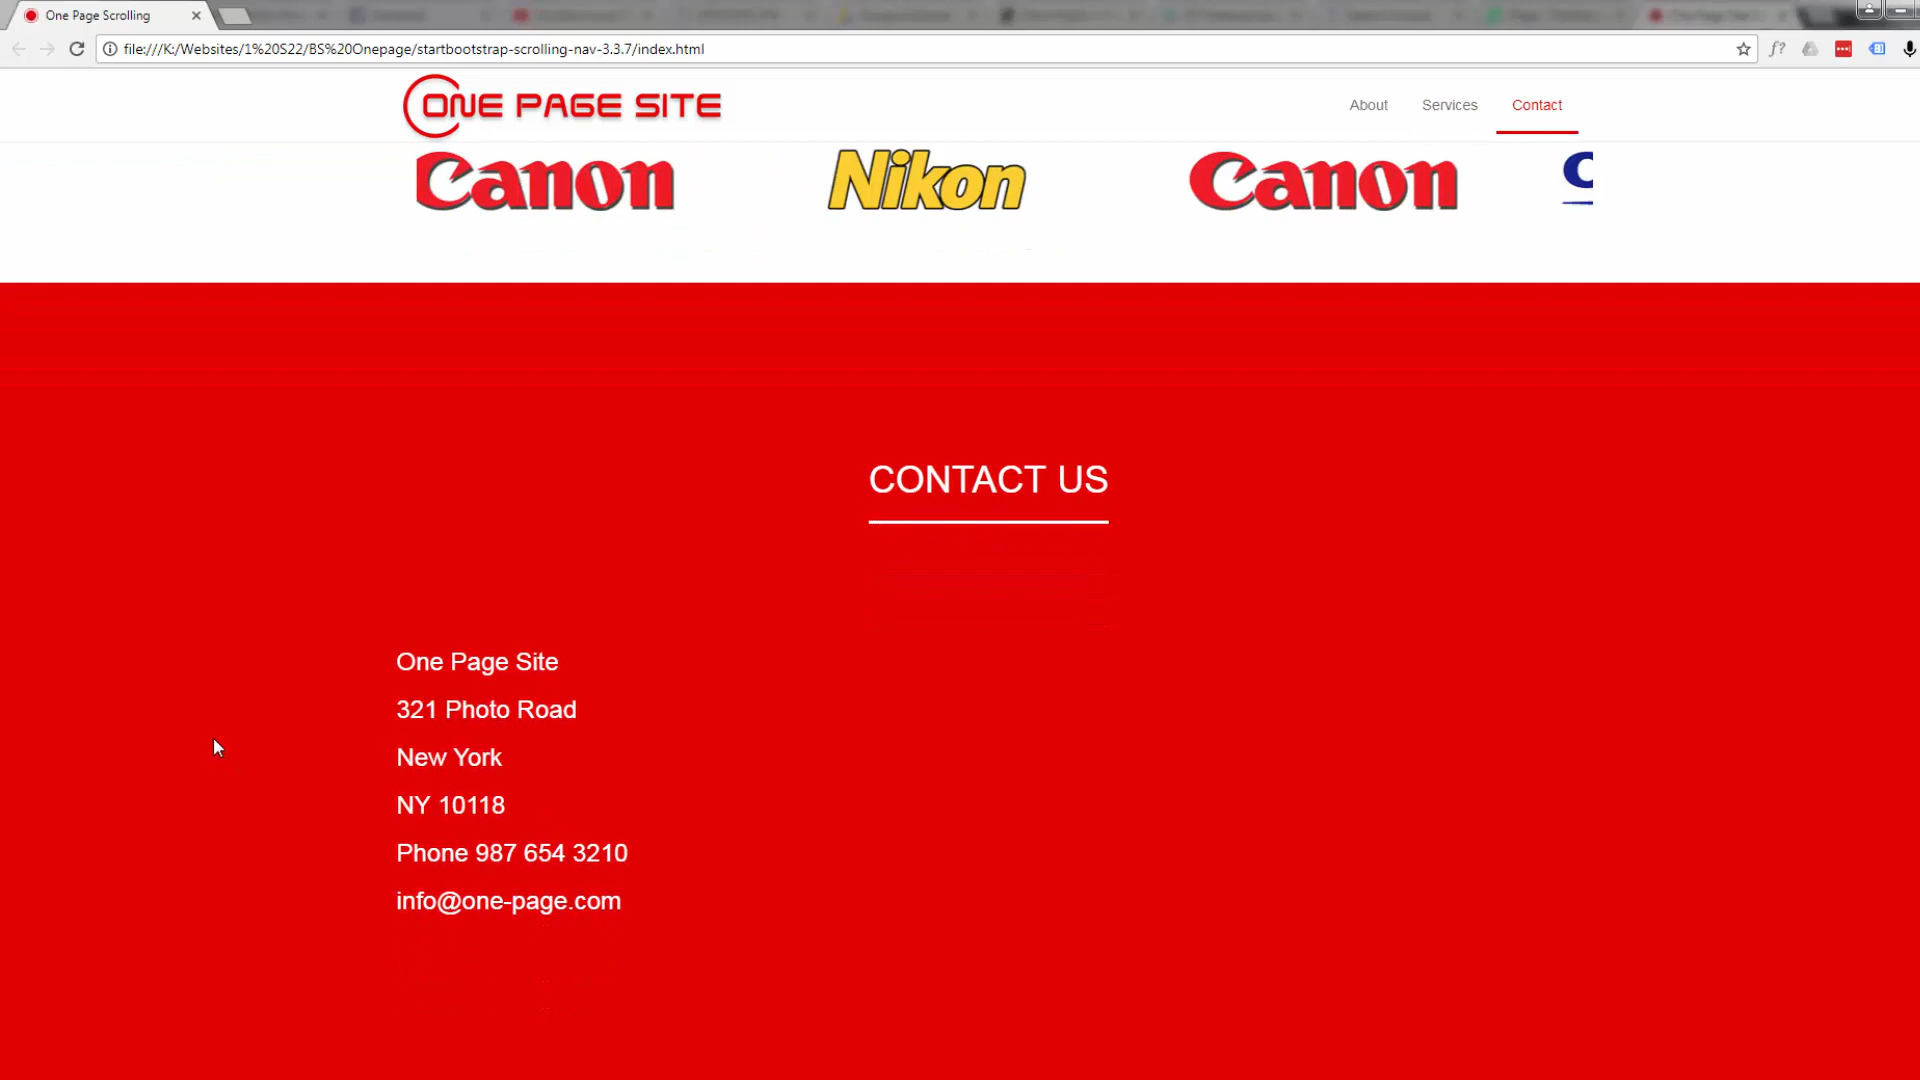 One Page Scrolling
file:///K:/Websites/1%20S22/BS%20Onepage/startbootstrap-scrolling-nav-3.3.7/index.html
ONE PAGE SITE
About Services Contact
Canon Nikon Canon
CONTACT US
One Page Site
321 Photo Road
New York
NY 10118
Phone 987 654 3210
info@one-page.com